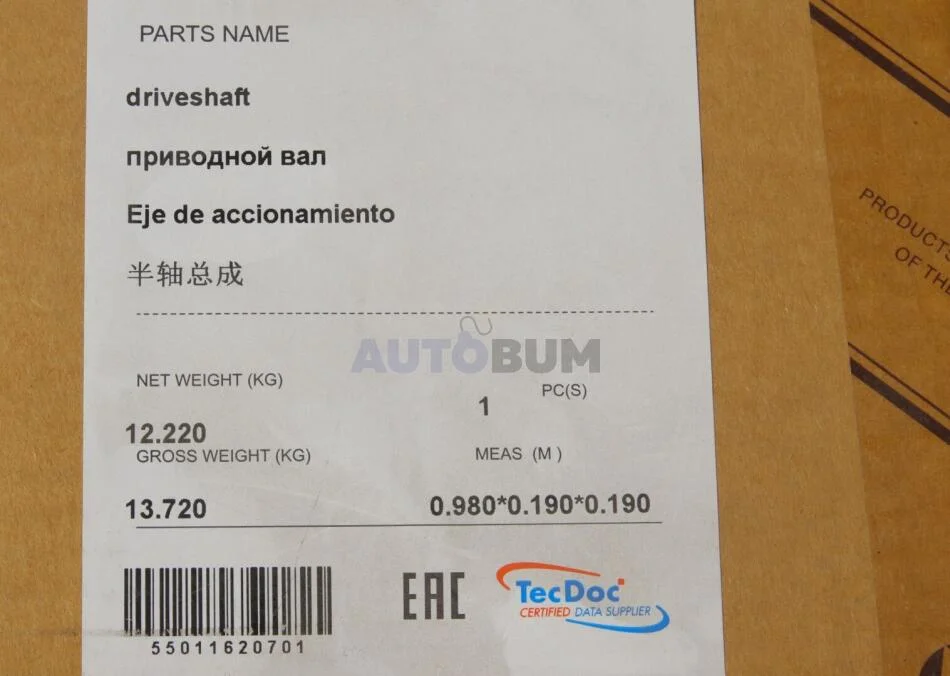 PARTS NAME
driveshaft
приводной вал
Eje de accionamiento
半轴总成
AUTOBUM
NET WEIGHT (KG)
1 PC(S)
12.220
GROSS WEIGHT (KG)
MEAS (M)
13.720
0.980*0.190*0.190
55011620701
EAC
TecDoc
CERTIFIED DATA SUPPLIER
PRODUCTS
OF THE